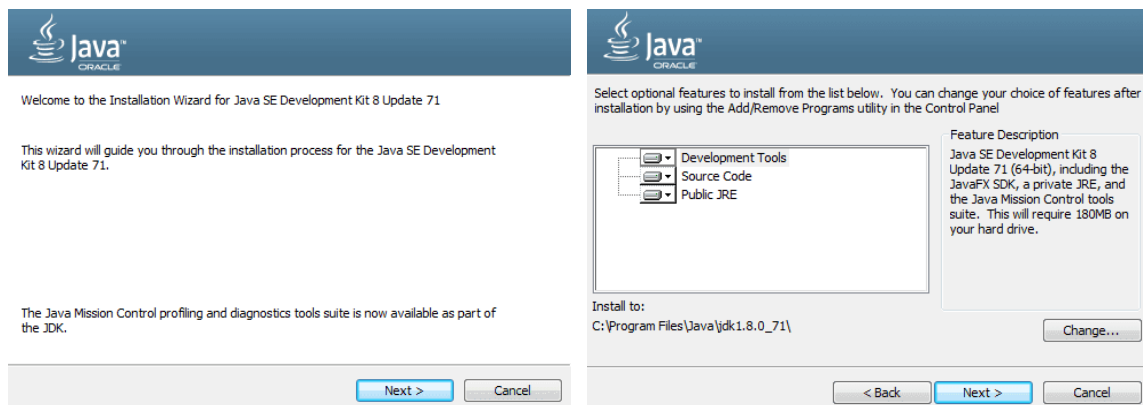 Java™
ORACLE
Welcome to the Installation Wizard for Java SE Development Kit 8 Update 71
This wizard will guide you through the installation process for the Java SE Development
Kit 8 Update 71.
The Java Mission Control profiling and diagnostics tools suite is now available as part of
the JDK.
Next >
Cancel
Java™
ORACLE
Select optional features to install from the list below. You can change your choice of features after
installation by using the Add/Remove Programs utility in the Control Panel
Development Tools
Source Code
Public JRE
Feature Description
Java SE Development Kit 8
Update 71 (64-bit), including the
JavaFX SDK, a private JRE, and
the Java Mission Control tools
suite. This will require 180MB on
your hard drive.
Install to:
C:\Program Files\Java\jdk1.8.0_71\
Change...
< Back
Next >
Cancel